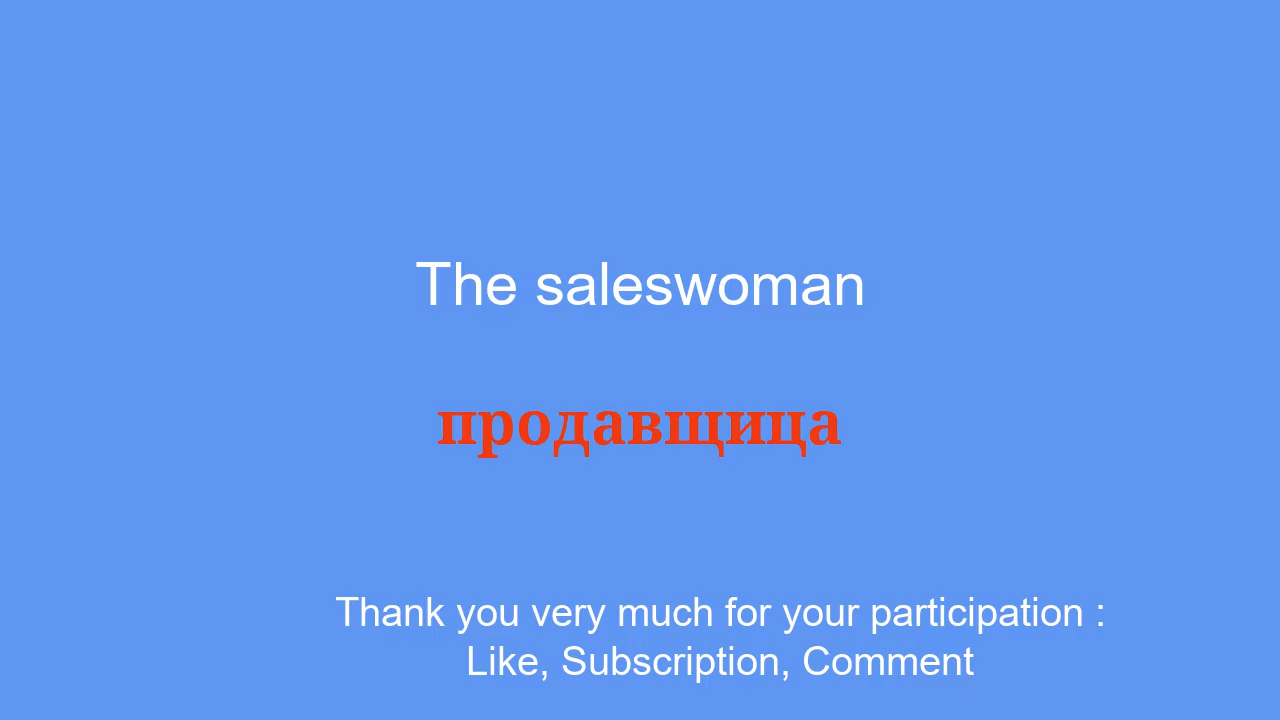 The saleswoman
продавщица
Thank you very much for your participation :
Like, Subscription, Comment